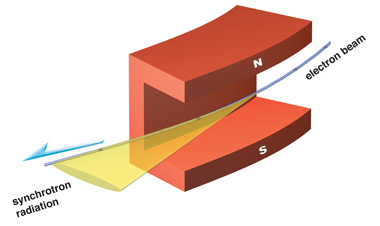 N
electron beam
S
synchrotron
radiation